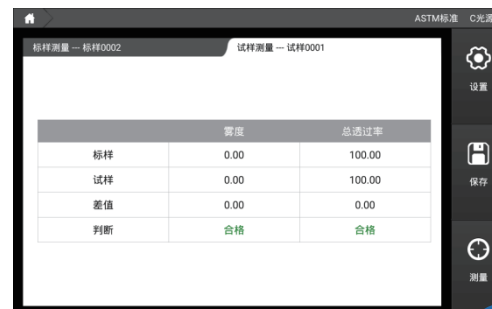 ASTM标准 C光源
标样测量 — 标样0002 试样测量 — 试样0001
设置
雾度 总透过率
标样 0.00 100.00
试样 0.00 100.00
保存
差值 0.00 0.00
判断 合格 合格
测量